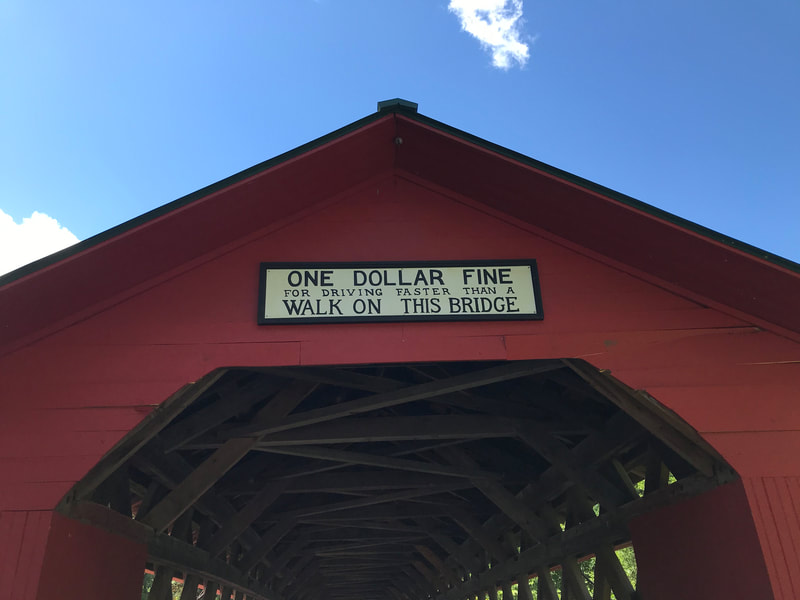 ONE DOLLAR FINE
FOR DRIVING FASTER THAN A
WALK ON THIS BRIDGE